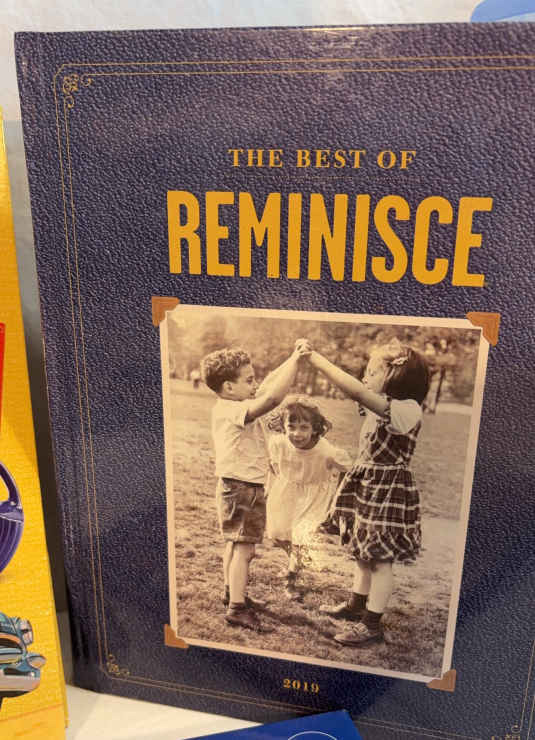 THE BEST OF
REMINISCE
2019